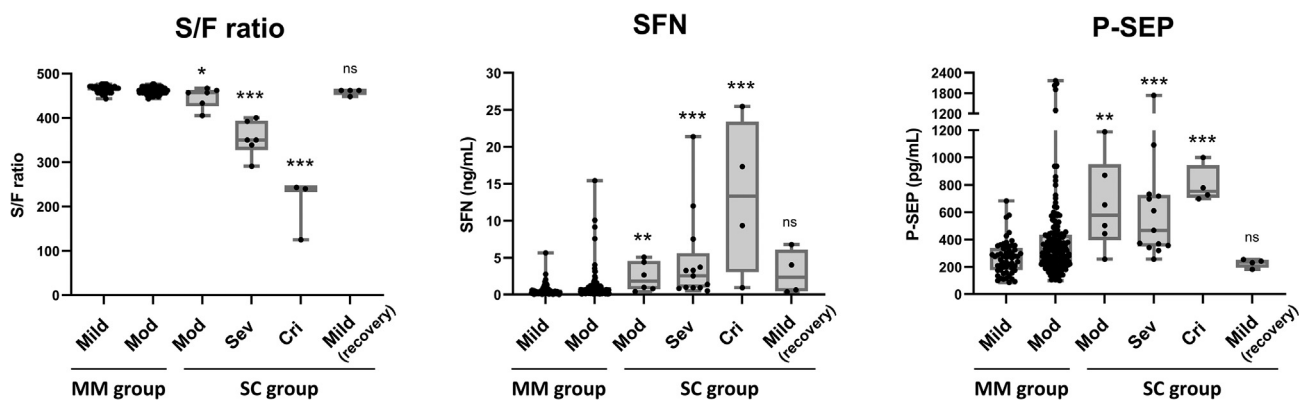 S/F ratio
S/F ratio
500
400
300
200
100
0
*
***
***
ns
Mild
Mod
Mod
Sev
Cri
Mild
(recovery)
MM group
SC group
SFN
SFN (ng/mL)
30
25
20
15
10
5
0
**
***
***
ns
Mild
Mod
Mod
Sev
Cri
Mild
(recovery)
MM group
SC group
P-SEP
P-SEP (pg/mL)
2400
1800
1200
1200
1000
800
600
400
200
0
**
***
***
ns
Mild
Mod
Mod
Sev
Cri
Mild
(recovery)
MM group
SC group